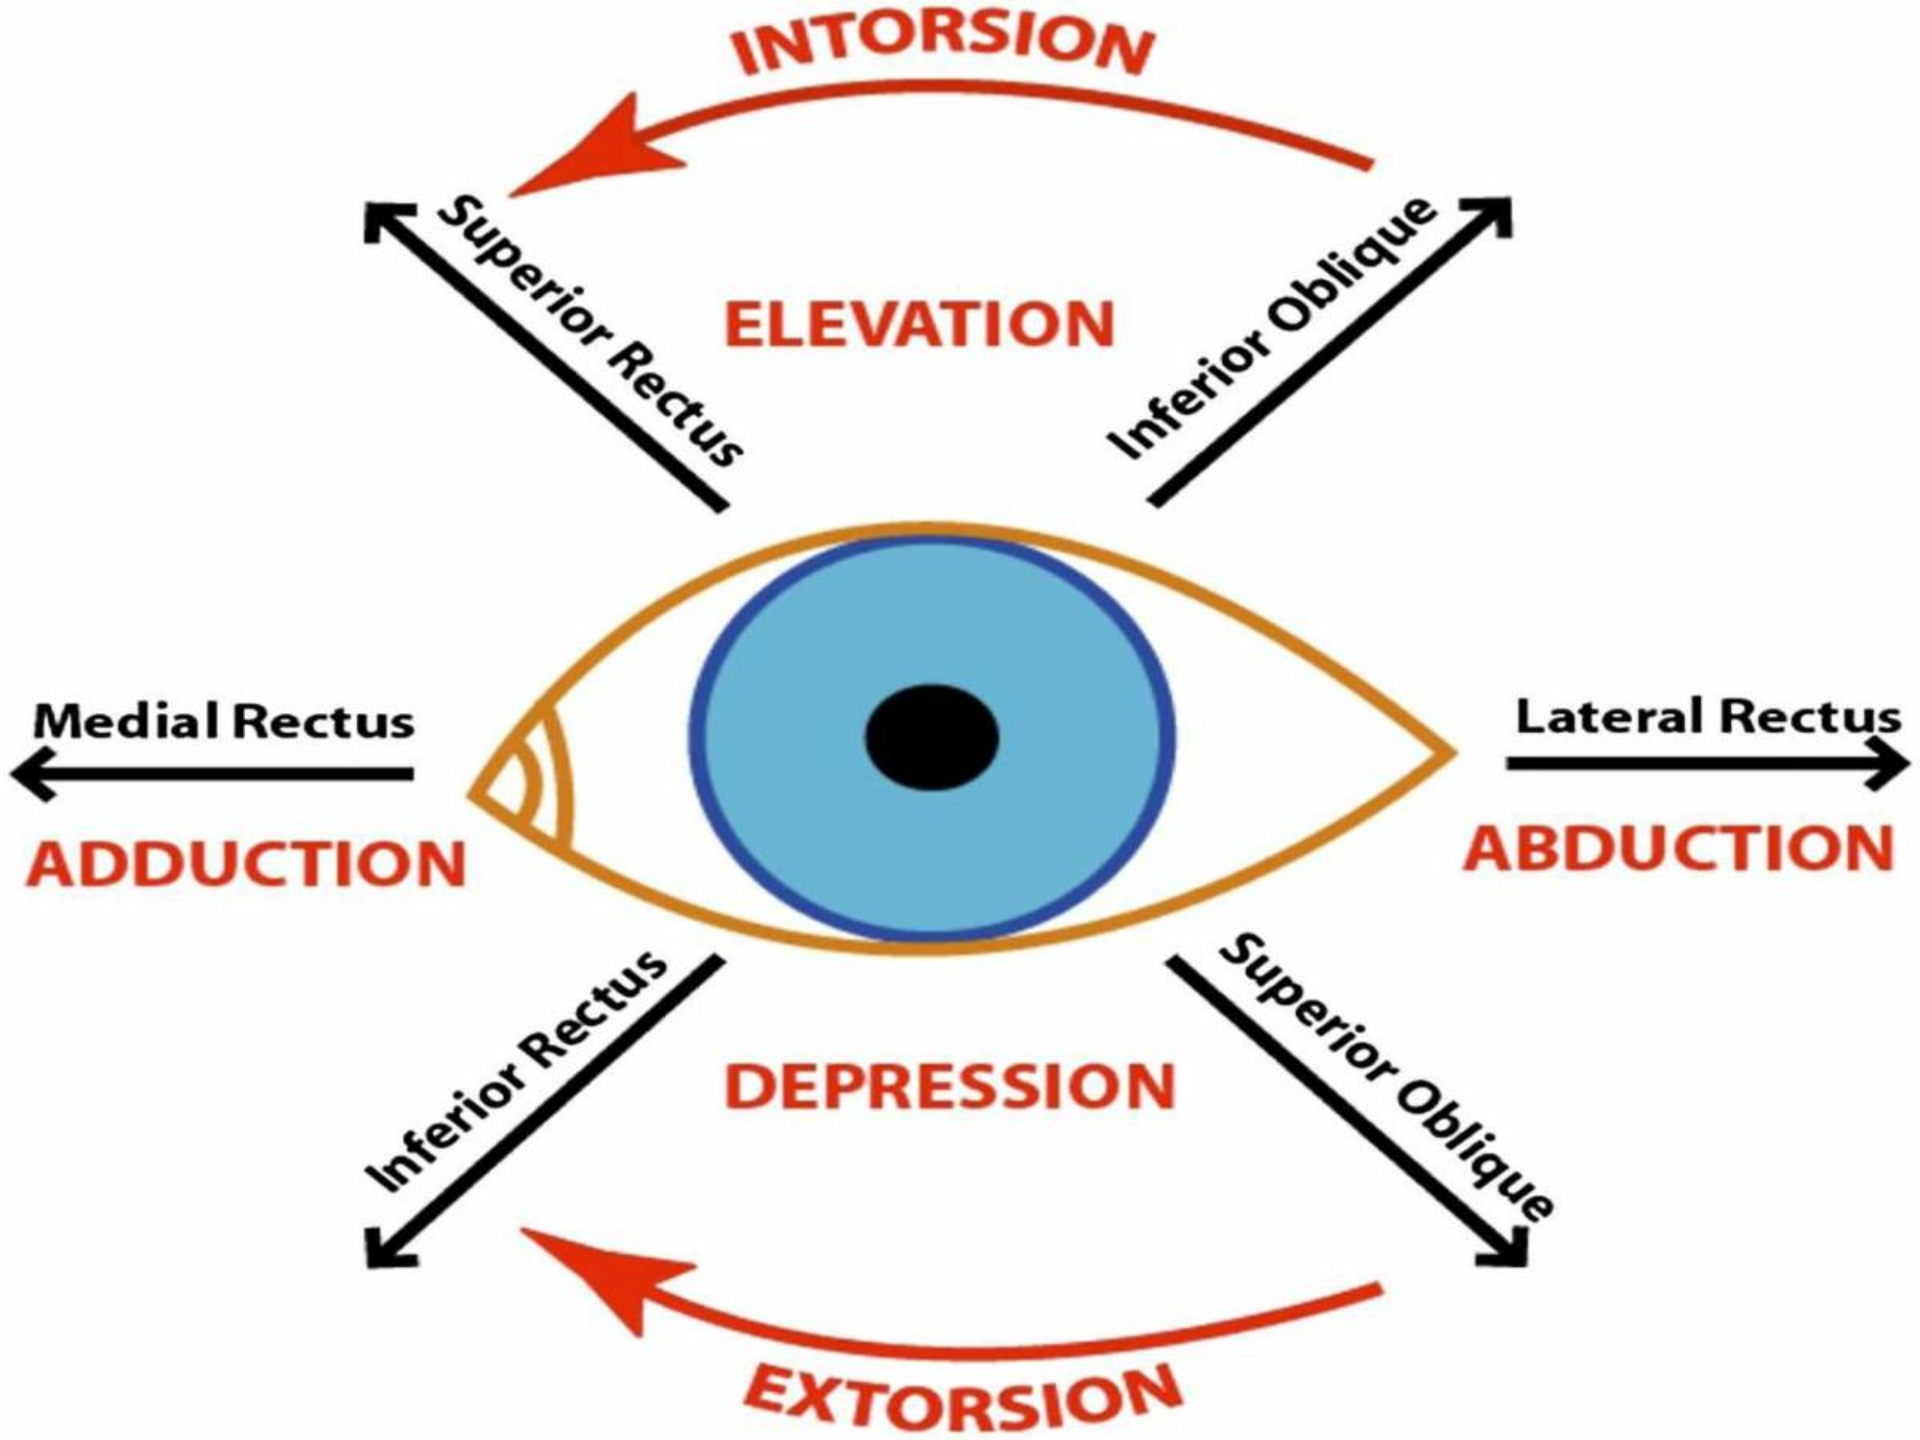 INTORSION
Superior Rectus
Inferior Oblique
ELEVATION
Medial Rectus
Lateral Rectus
ADDUCTION
ABDUCTION
Inferior Rectus
Superior Oblique
DEPRESSION
EXTORSION